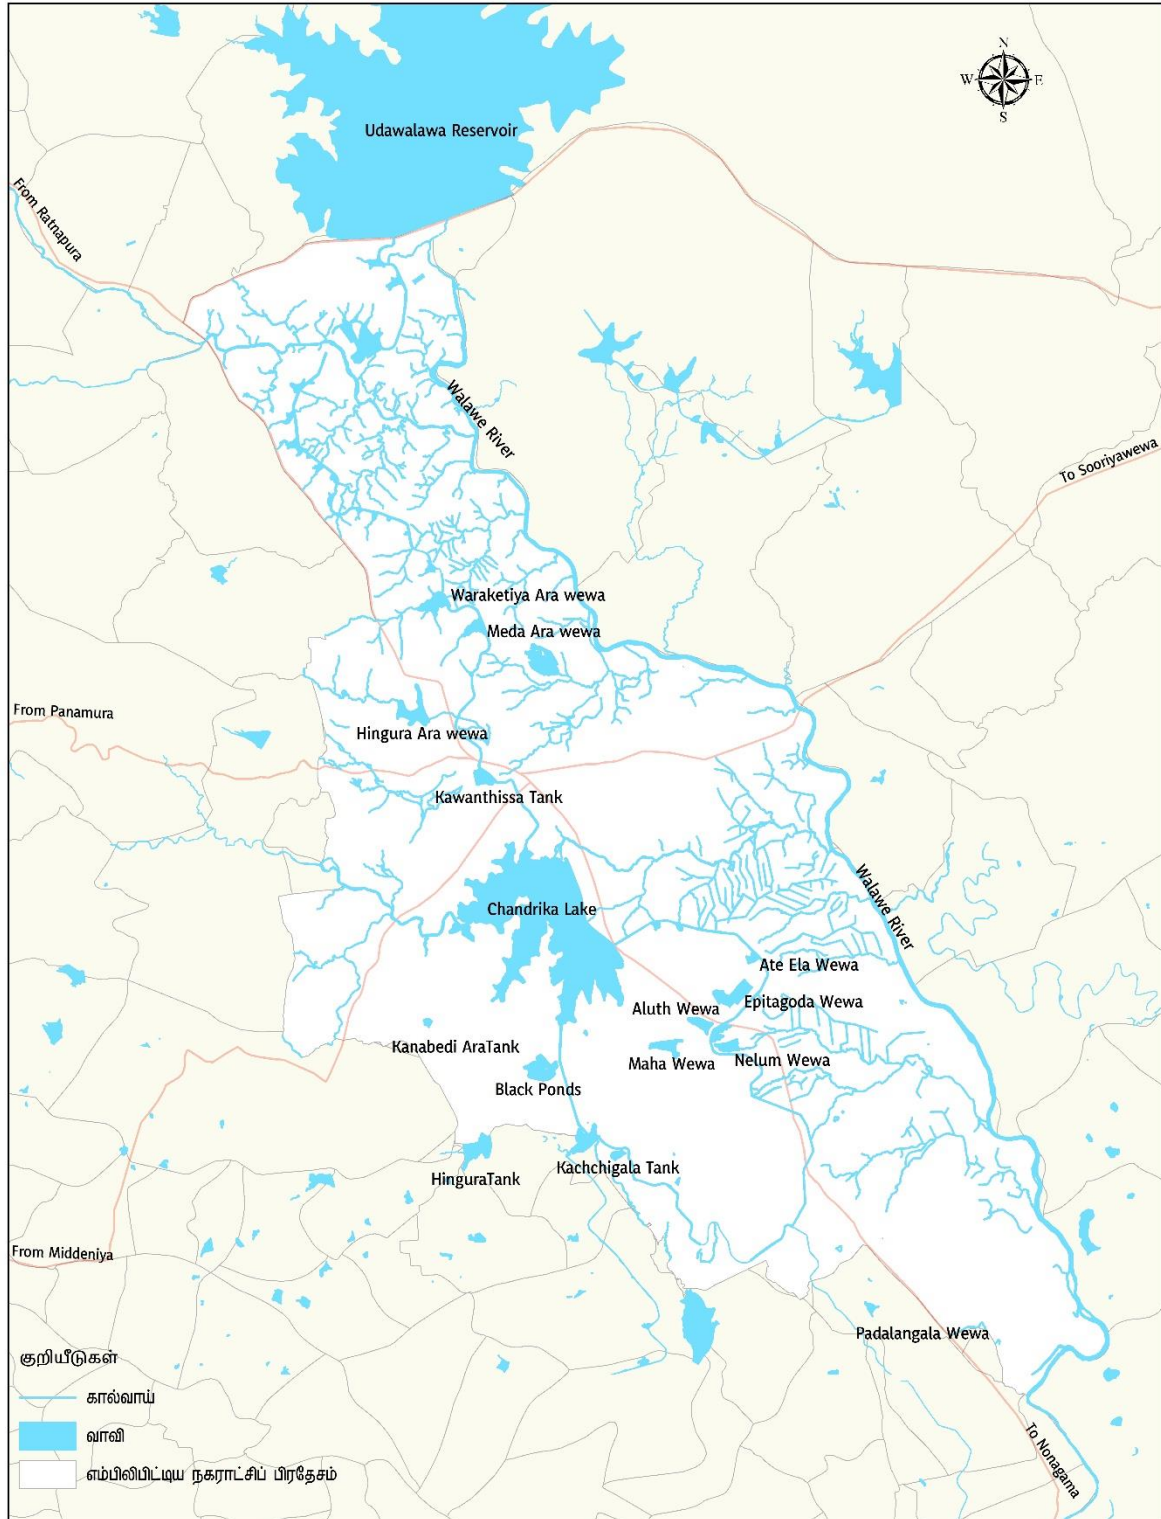 N
W E
S
Udawalawa Reservoir
From Ratnapura
Walawe River
To Sooriyawewa
Waraketiya Ara wewa
Meda Ara wewa
From Panamura
Hingura Ara wewa
Kawanthissa Tank
Chandrika Lake
Walawe River
Ate Ela Wewa
Epitagoda Wewa
Aluth Wewa
Kanabedi AraTank
Maha Wewa
Nelum Wewa
Black Ponds
Kachchigala Tank
HinguraTank
From Middeniya
Padalangala Wewa
To Nonagama
குறியீடுகள்
கால்வாய்
வாவி
எம்பிலிபிட்டிய நகராட்சிப் பிரதேசம்